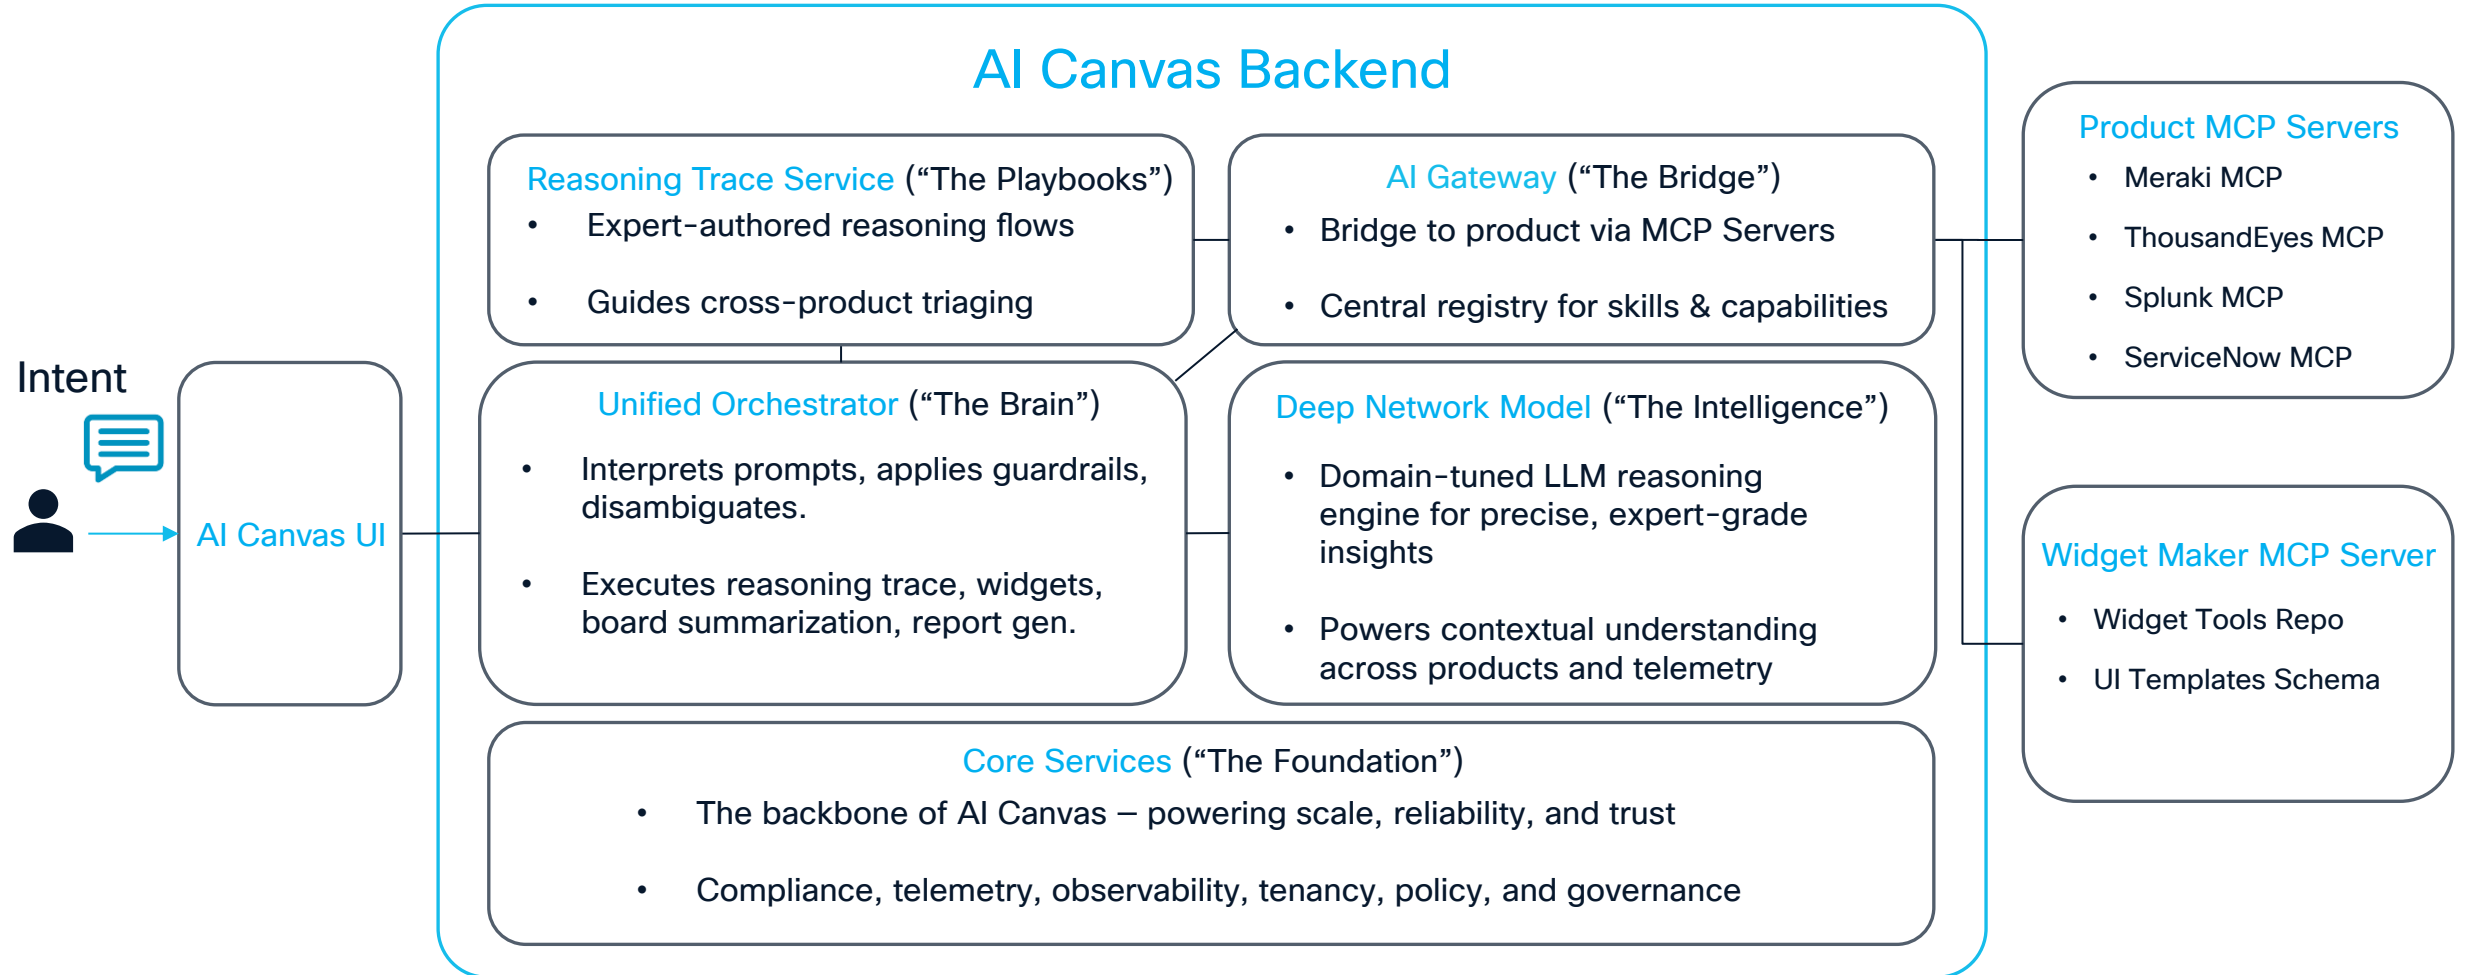 AI Canvas Backend
Intent
AI Canvas UI
Reasoning Trace Service (“The Playbooks”)
• Expert-authored reasoning flows
• Guides cross-product triaging
AI Gateway (“The Bridge”)
• Bridge to product via MCP Servers
• Central registry for skills & capabilities
Unified Orchestrator (“The Brain”)
• Interprets prompts, applies guardrails,
disambiguates.
• Executes reasoning trace, widgets,
board summarization, report gen.
Deep Network Model (“The Intelligence”)
• Domain-tuned LLM reasoning
engine for precise, expert-grade
insights
• Powers contextual understanding
across products and telemetry
Core Services (“The Foundation”)
• The backbone of AI Canvas – powering scale, reliability, and trust
• Compliance, telemetry, observability, tenancy, policy, and governance
Product MCP Servers
• Meraki MCP
• ThousandEyes MCP
• Splunk MCP
• ServiceNow MCP
Widget Maker MCP Server
• Widget Tools Repo
• UI Templates Schema